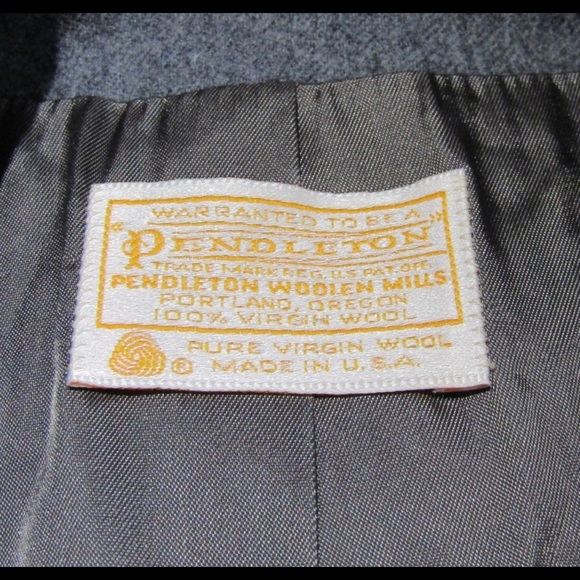 WARRANTED TO BE A
"PENDLETON"
TRADE MARK REG. U.S. PAT. OFF.
PENDLETON WOOLEN MILLS
PORTLAND, OREGON
100% VIRGIN WOOL
® PURE VIRGIN WOOL
MADE IN U.S.A.